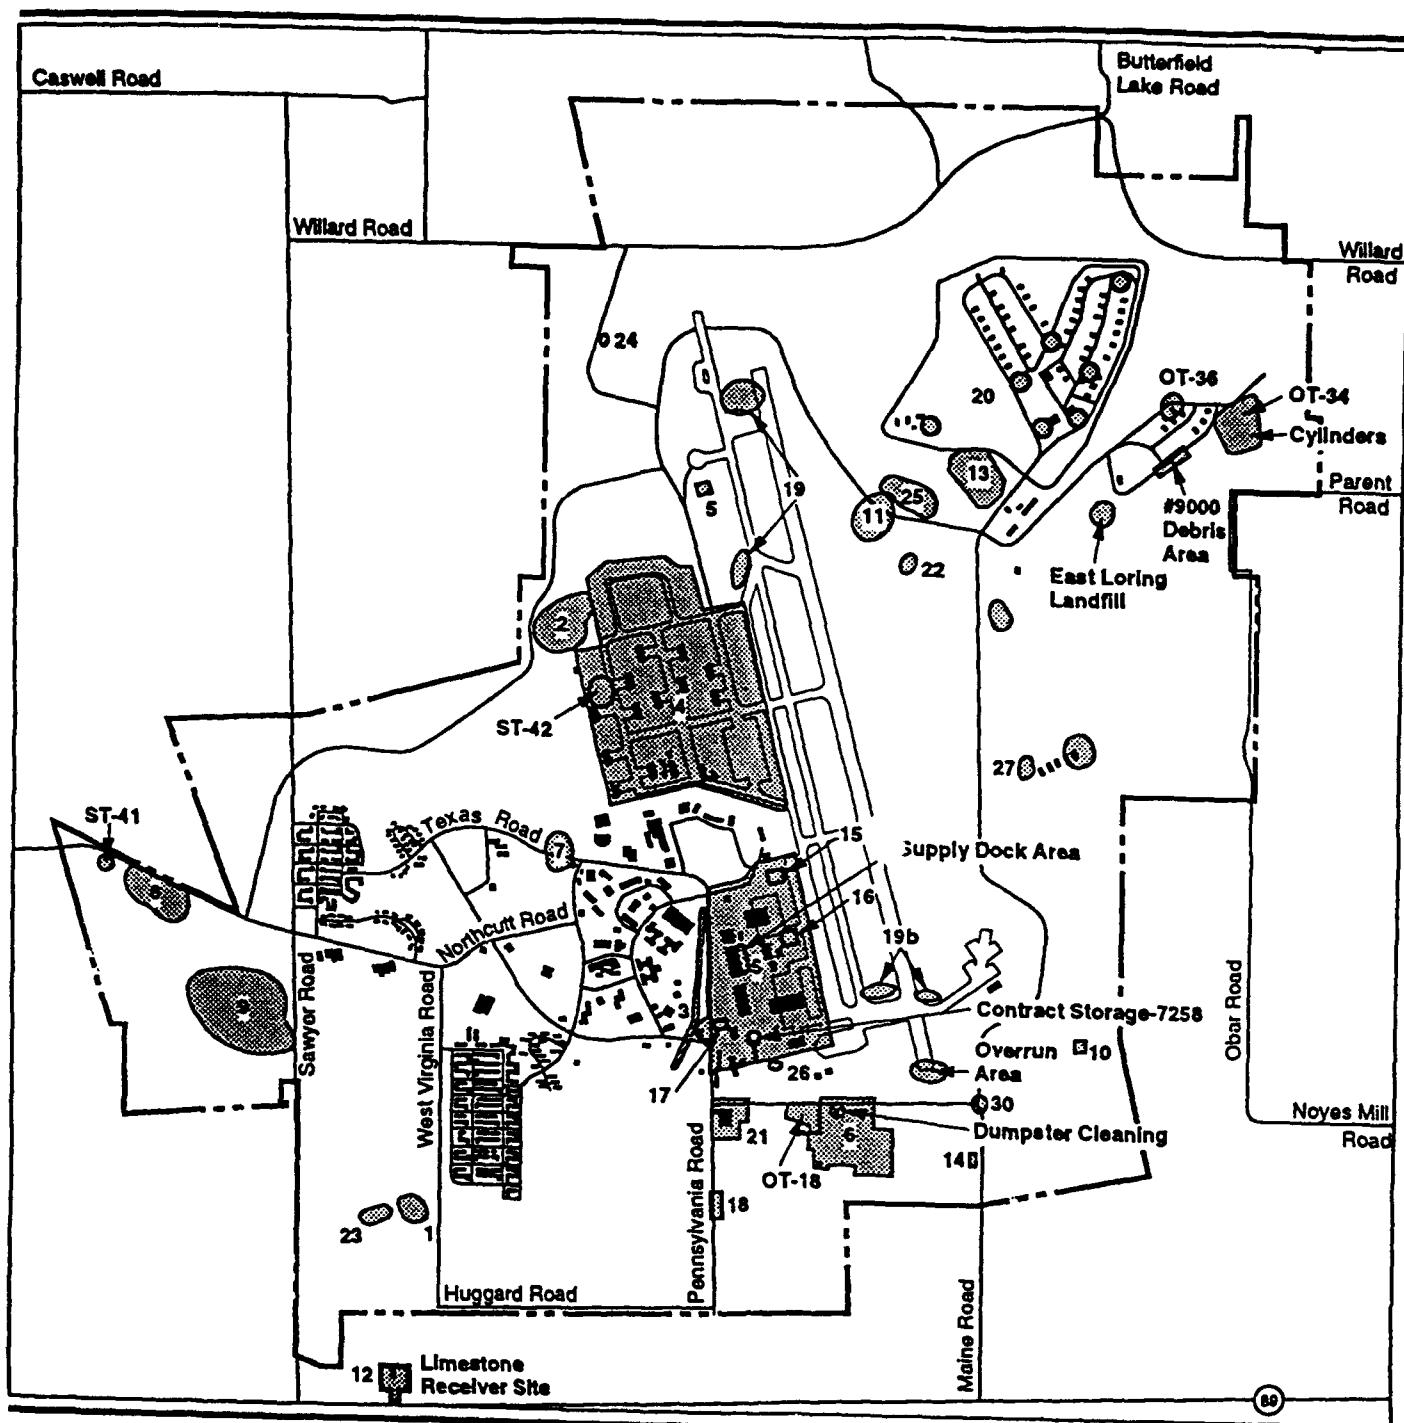 Butterfield
Lake Road
Caswell Road
Willard Road
Willard
Road
24
OT-36
OT-34
20
Cylinders
13
19
25
5
11
Parent
Road
#9000
Debris
Area
22
East Loring
Landfill
2
4
ST-42
27
ST-41
Texas Road
7
15
Supply Dock Area
8
16
Northcutt Road
19b
9
Sawyer Road
West Virginia Road
3
Contract Storage-7258
Overrun
Area
10
Obar Road
17
26
30
Noyes Mill
Road
21
6
Dumpster Cleaning
OT-18
14
Pennsylvania Road
18
23
1
Huggard Road
Maine Road
12
Limestone
Receiver Site
89